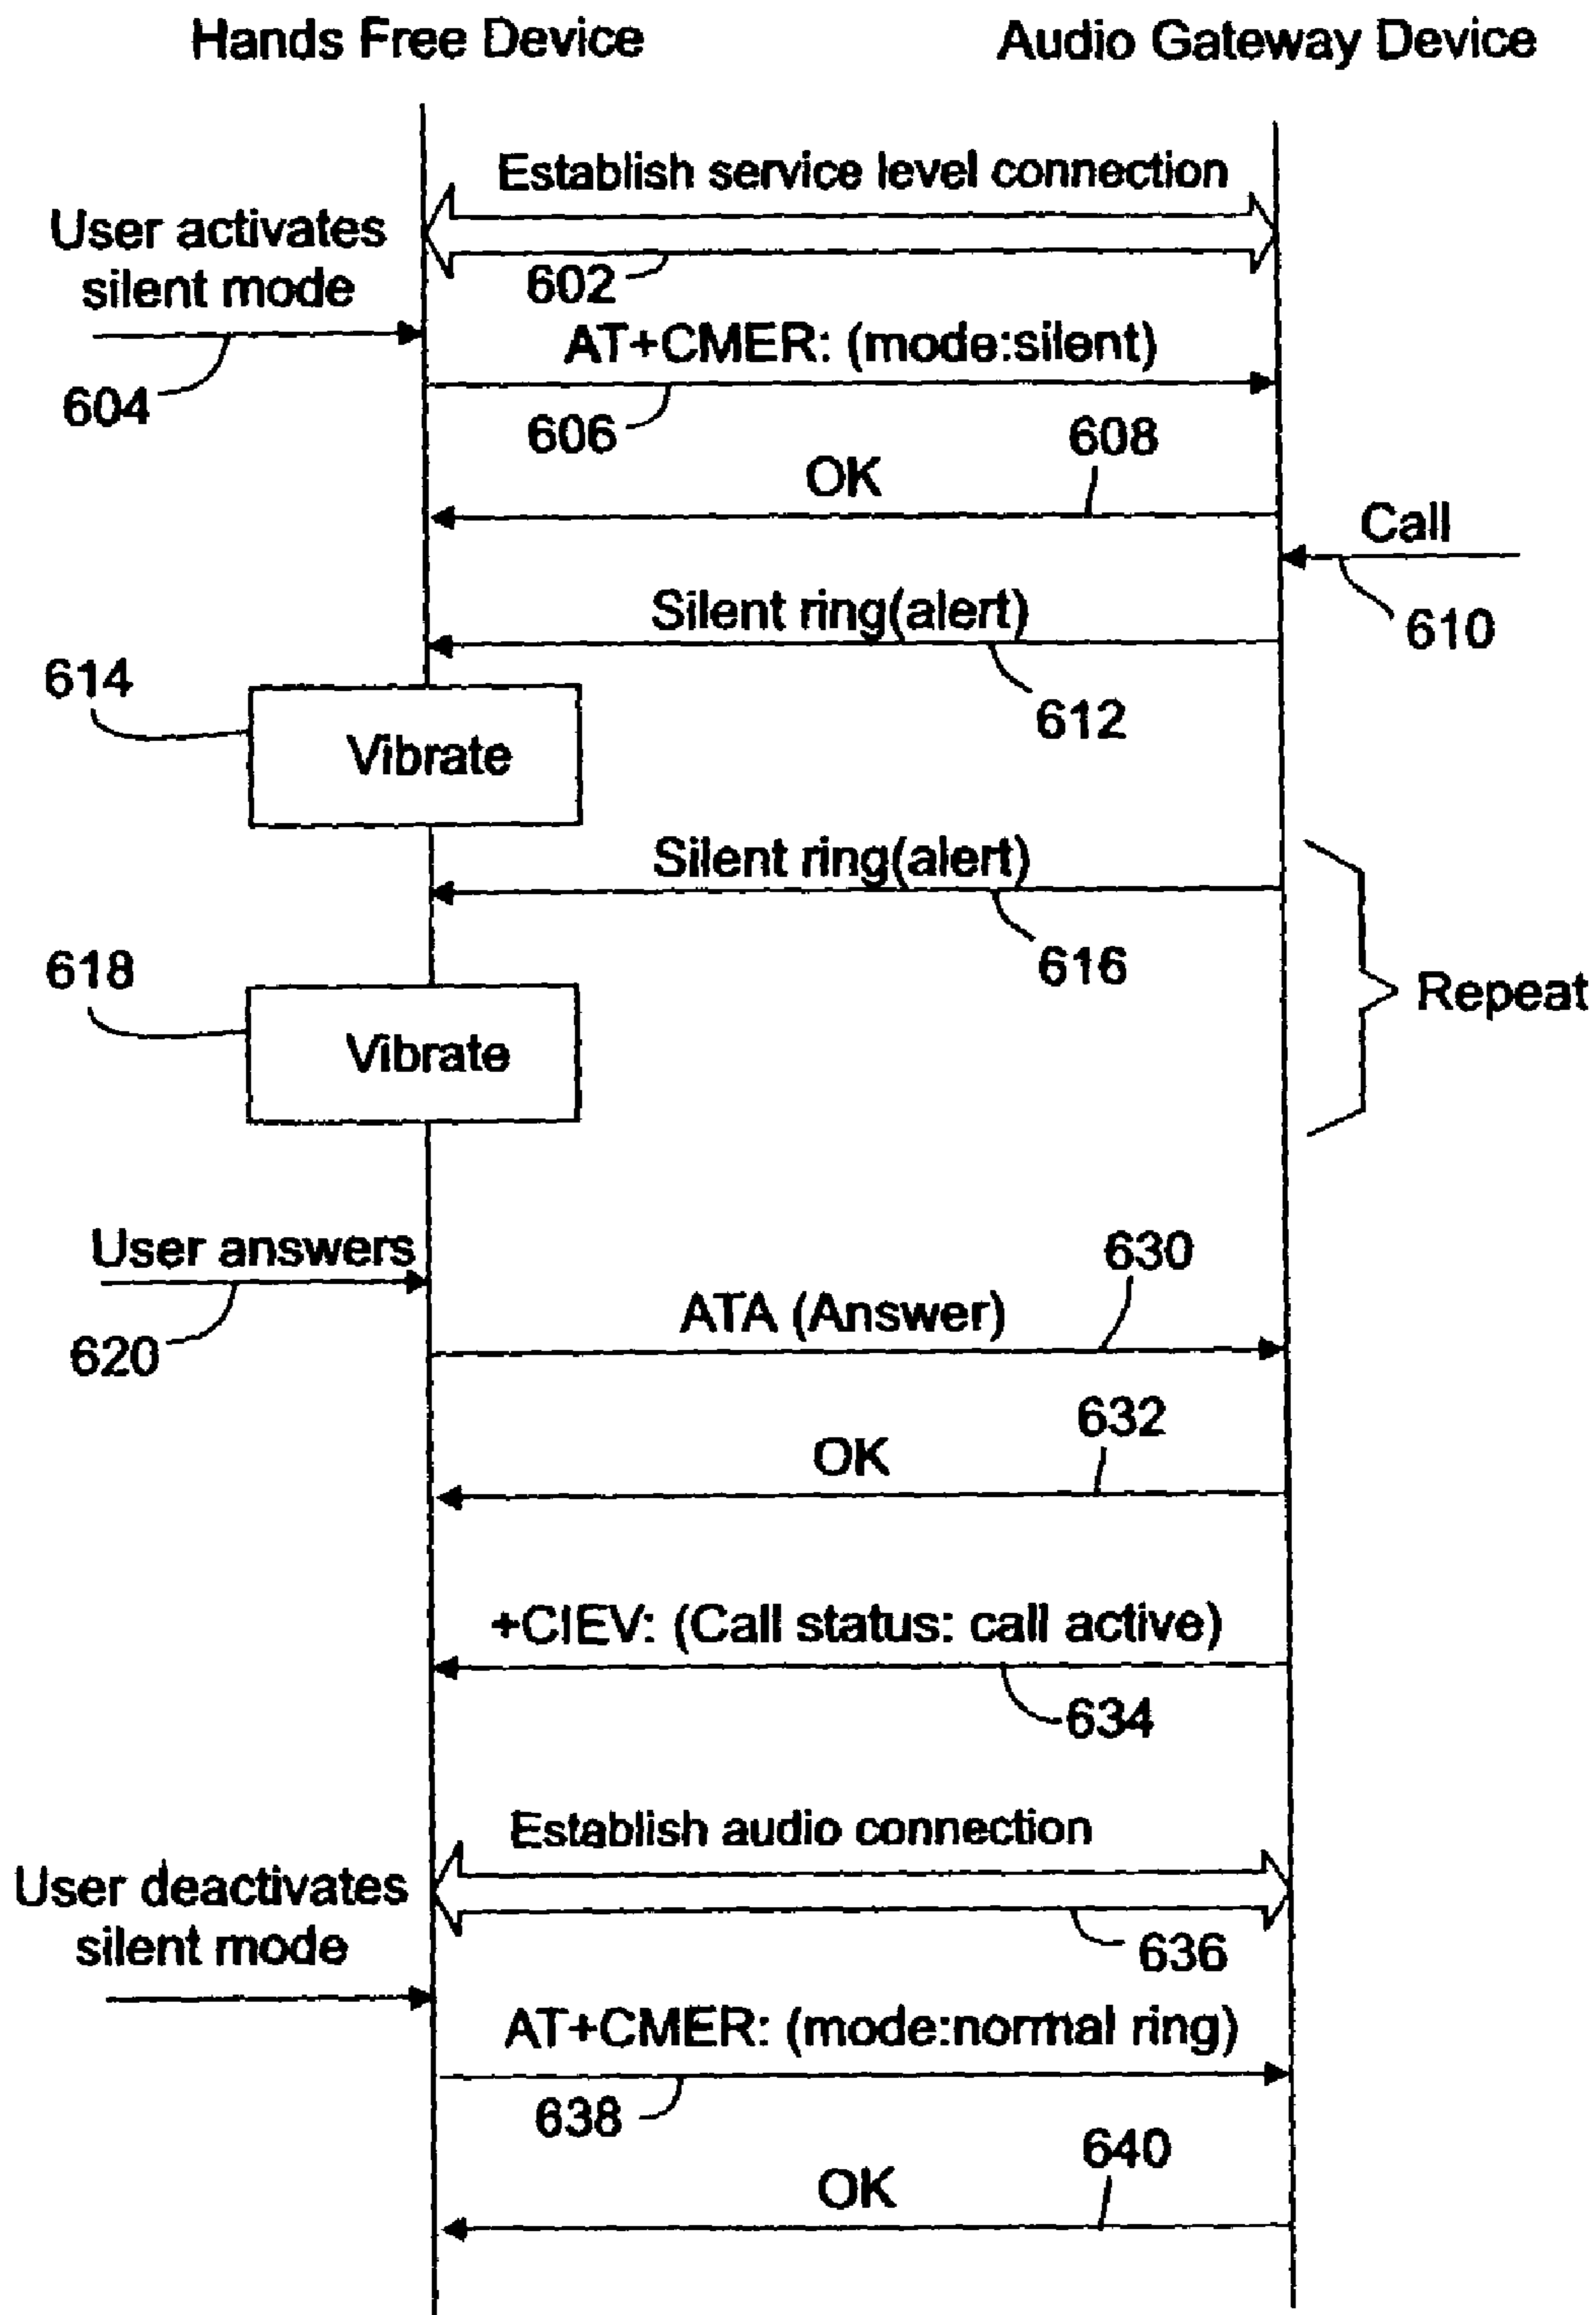 Hands Free Device
Audio Gateway Device
Establish service level connection
User activates
silent mode
602
AT+CMER: (mode:silent)
604
606
608
OK
Call
Silent ring(alert)
610
614
612
Vibrate
Silent ring(alert)
616
618
Repeat
Vibrate
User answers
630
ATA (Answer)
620
632
OK
+CIEV: (Call status: call active)
634
Establish audio connection
User deactivates
silent mode
636
AT+CMER: (mode:normal ring)
638
640
OK